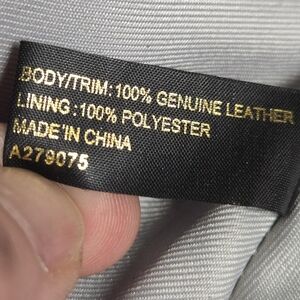 BODY/TRIM: 100% GENUINE LEATHER
LINING: 100% POLYESTER
MADE IN CHINA
A279075